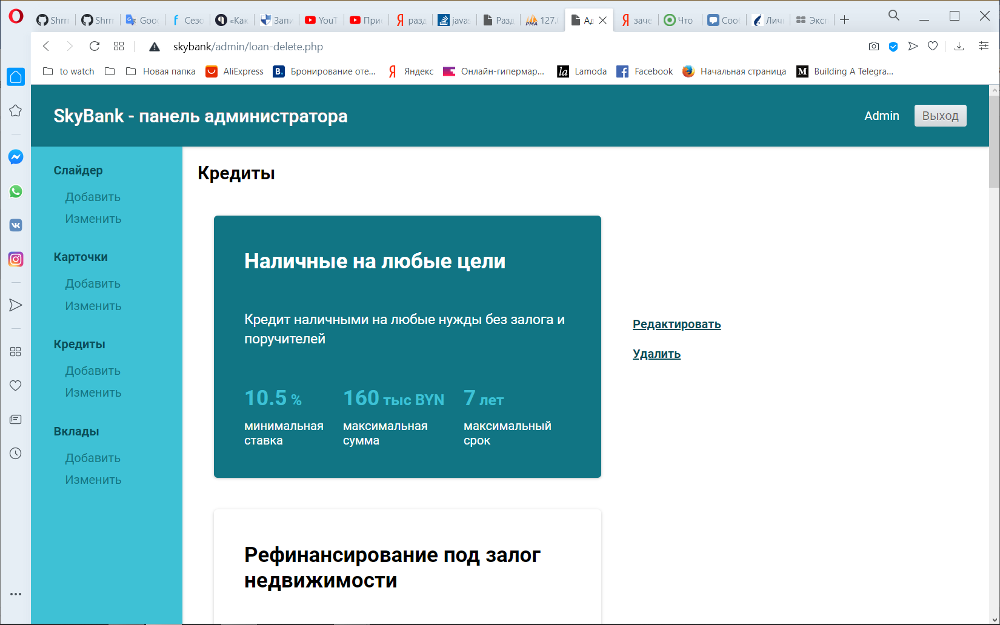 Shrr
Shrr
Goo
Сезо
«Как
Запи
YouT
При
разд
javas
Разд
127.
Ад
заче
Что
Соо
Лич
Эксп
skybank/admin/loan-delete.php
to watch
Новая папка
AliExpress
Бронирование оте...
Яндекс
Онлайн-гипермар...
Lamoda
Facebook
Начальная страница
Building A Telegra...
SkyBank - панель администратора
Admin
Выход
Слайдер
Добавить
Изменить
Карточки
Добавить
Изменить
Кредиты
Добавить
Изменить
Вклады
Добавить
Изменить
Кредиты
Наличные на любые цели
Кредит наличными на любые нужды без залога и
поручителей
10.5 %
160 тыс BYN
7 лет
минимальная
ставка
максимальная
сумма
максимальный
срок
Редактировать
Удалить
Рефинансирование под залог
недвижимости